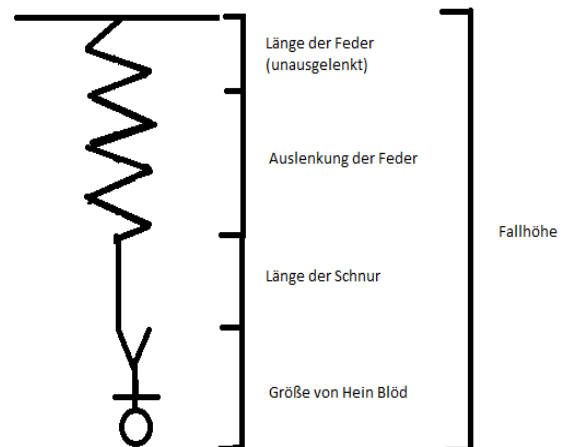 Länge der Feder
(unausgelenkt)
Auslenkung der Feder
Fallhöhe
Länge der Schnur
Größe von Hein Blöd